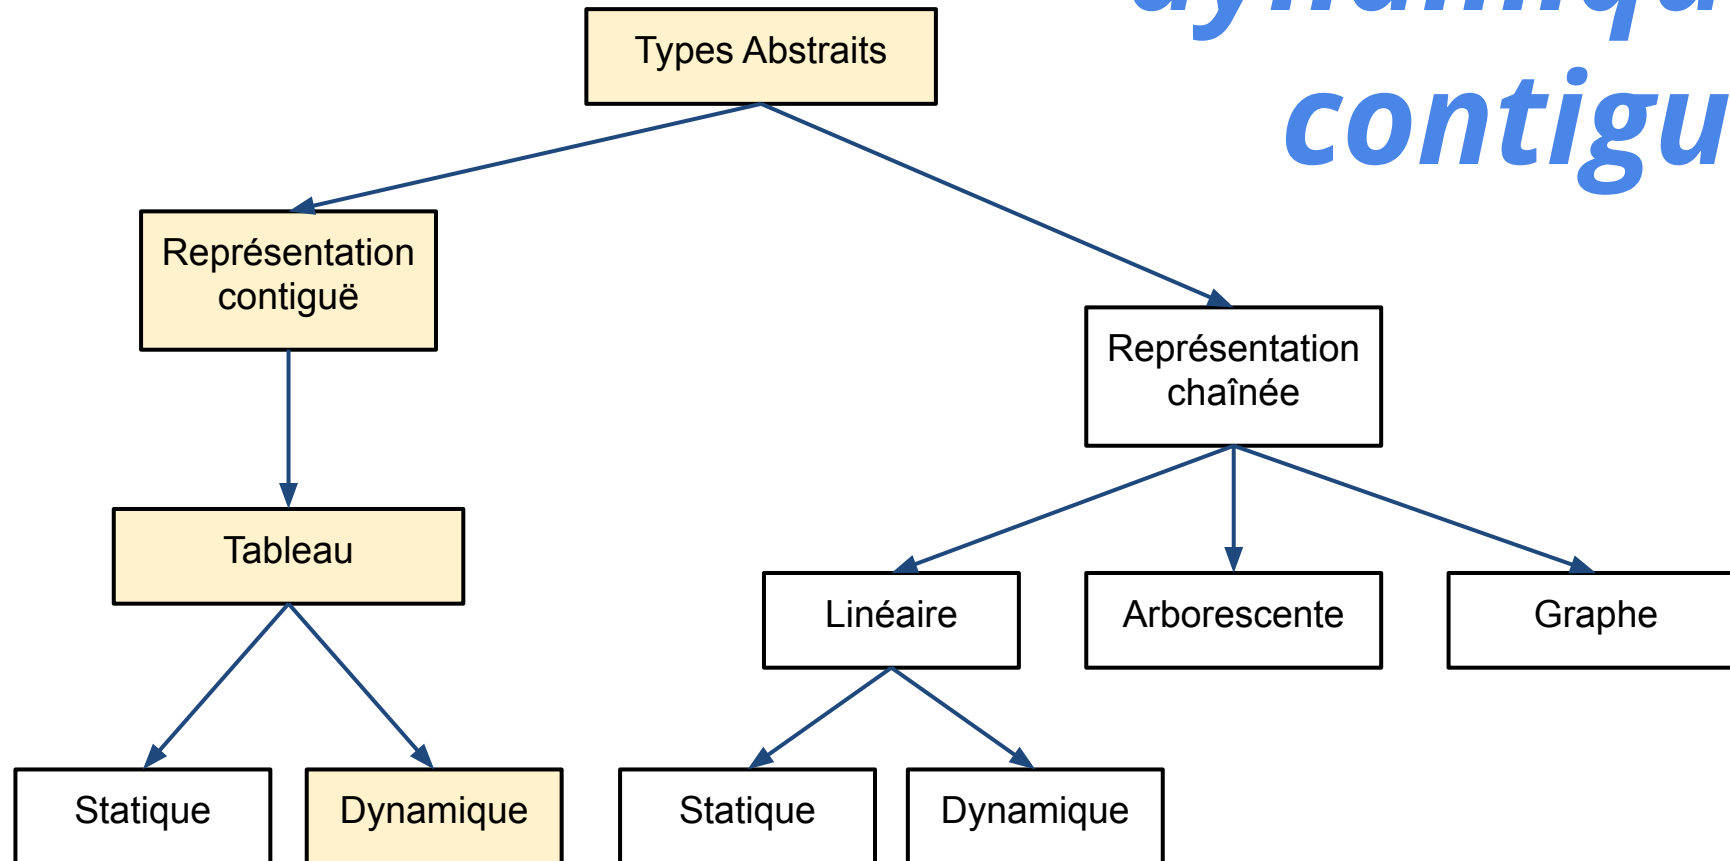 contigu
Types Abstraits
Représentation
contiguë
Représentation
chaînée
Tableau
Linéaire
Arborescente
Graphe
Statique
Dynamique
Statique
Dynamique